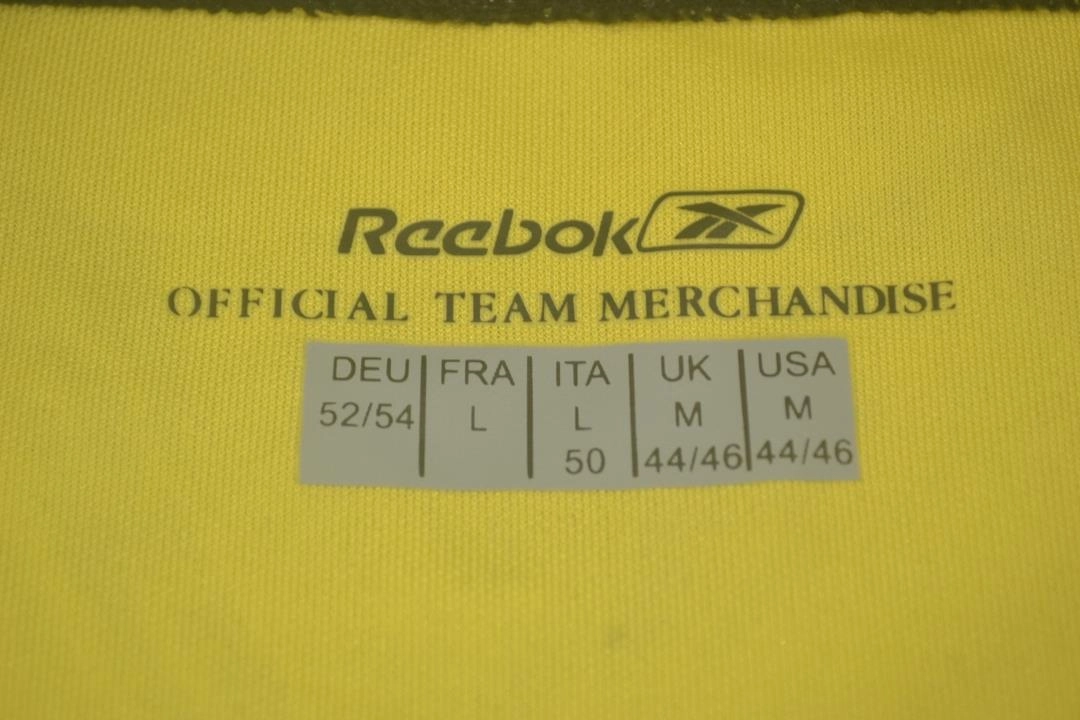 Reebok
OFFICIAL TEAM MERCHANDISE
DEU FRA ITA UK USA
52/54 L L M M
50 44/46 44/46